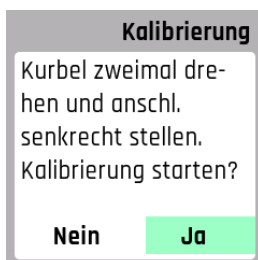 Kalibrierung
Kurbel zweimal dre-
hen und anschl.
senkrecht stellen.
Kalibrierung starten?
Nein Ja